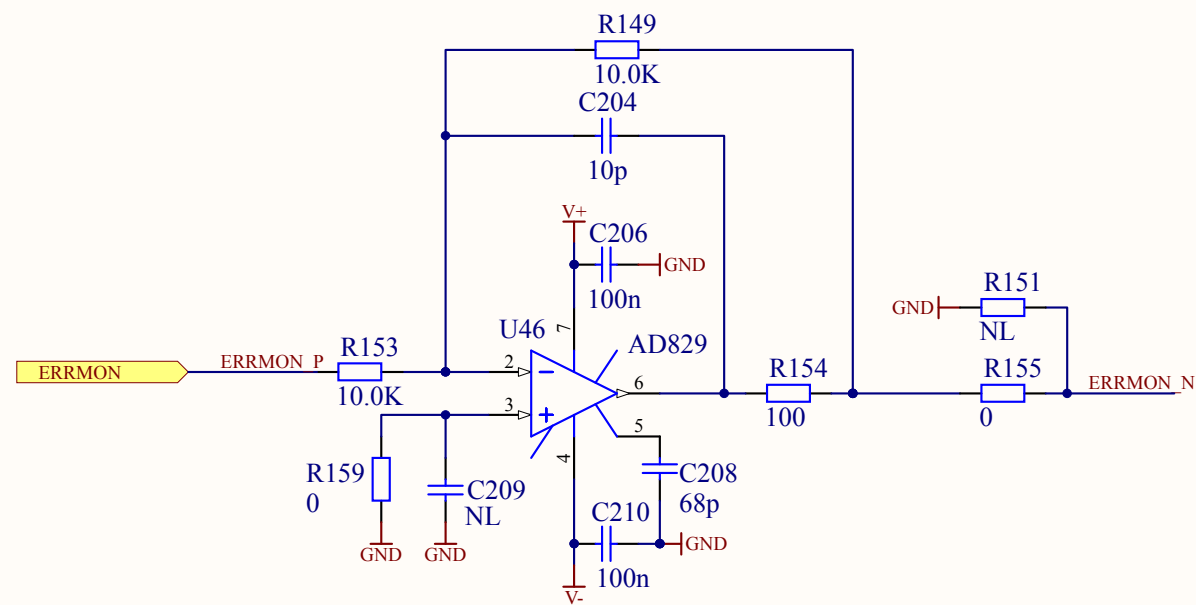 R149
10.0K
C204
10p
V+
C206
GND
100n
R151
GND
NL
U46
7
AD829
R153
ERRMON_P
ERRMON
10.0K
2
6
R154
100
R155
0
ERRMON_N
3
5
4
R159
0
C209
NL
C208
68p
C210
GND
GND
GND
100n
V-